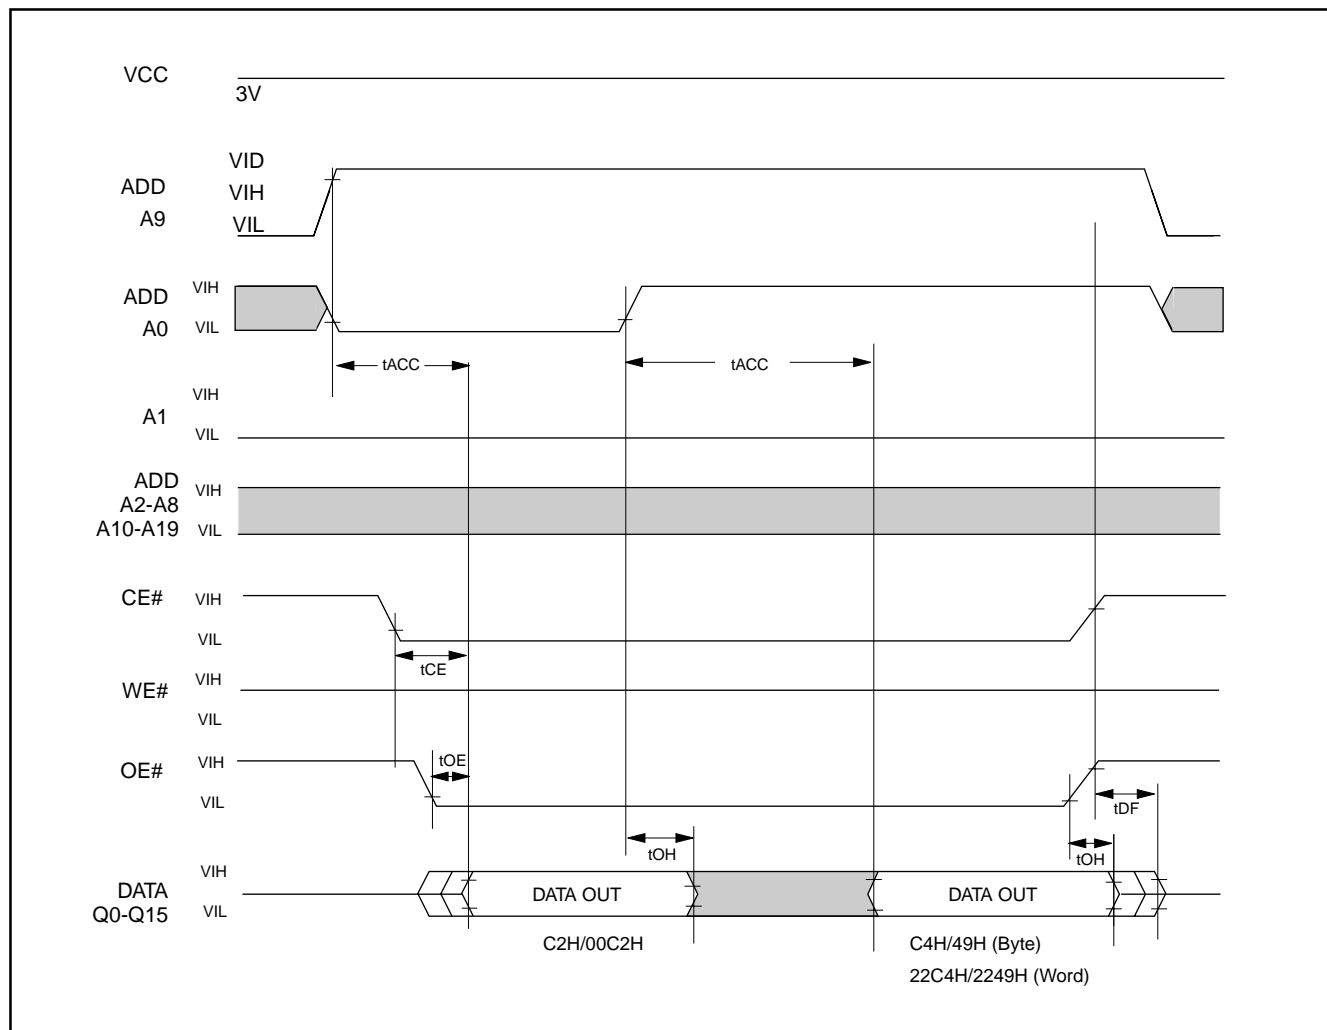 VCC
3V
VID
ADD
VIH
A9
VIL
ADD
VIH
A0
VIL
tACC
tACC
VIH
A1
VIL
ADD
VIH
A2-A8
A10-A19
VIL
CE#
VIH
VIL
tCE
WE#
VIH
VIL
OE#
VIH
tOE
VIL
tDF
tOH
tOH
VIH
DATA
Q0-Q15
VIL
DATA OUT
DATA OUT
C2H/00C2H
C4H/49H (Byte)
22C4H/2249H (Word)